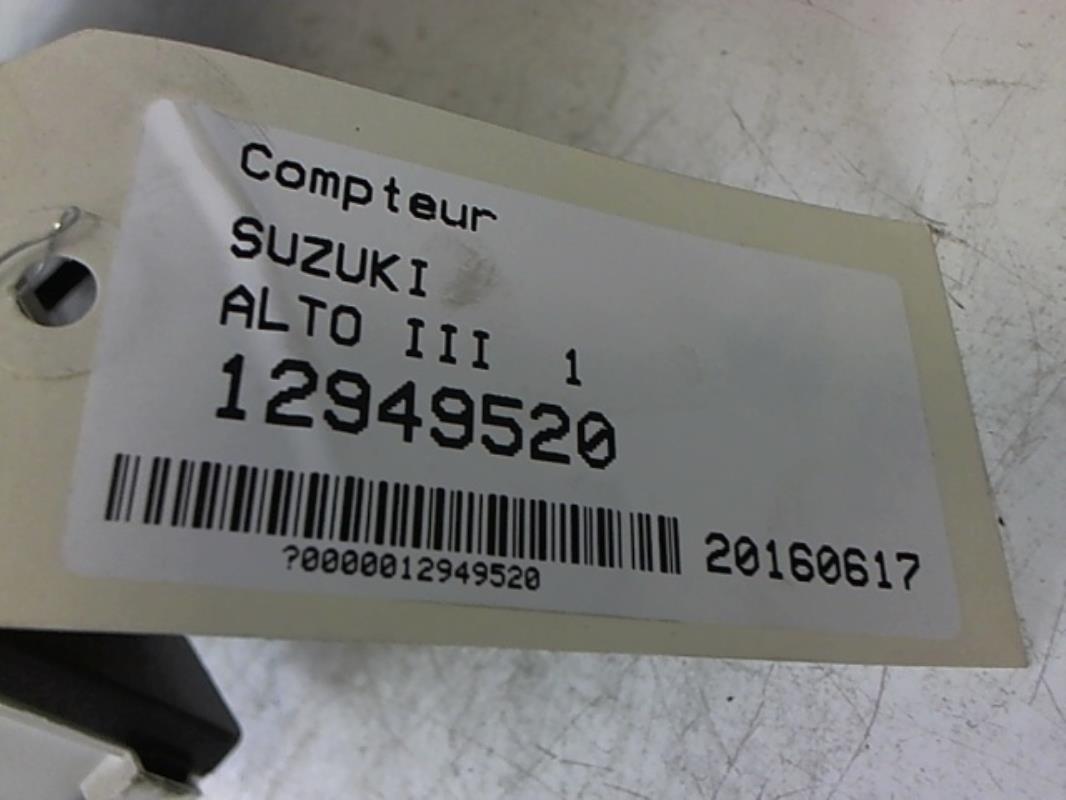 Compteur
SUZUKI
ALTO III 1
12949520
20160617
?0000012949520